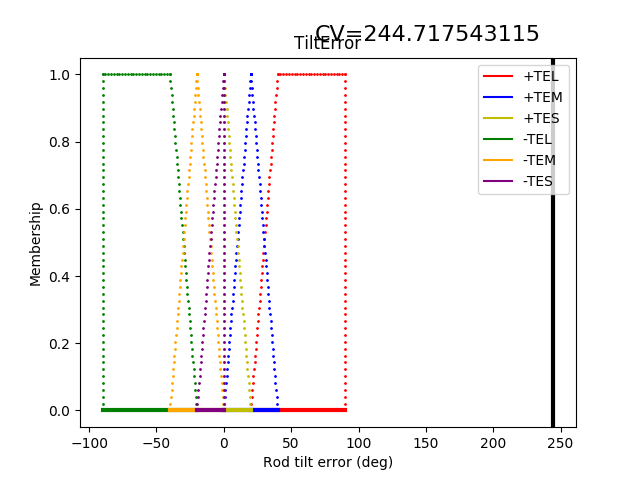 CV=244.717543115
TiltError
+TEL
+TEM
+TES
-TEL
-TEM
-TES
1.0
0.8
0.6
0.4
0.2
0.0
Membership
−100 −50 0 50 100 150 200 250
Rod tilt error (deg)